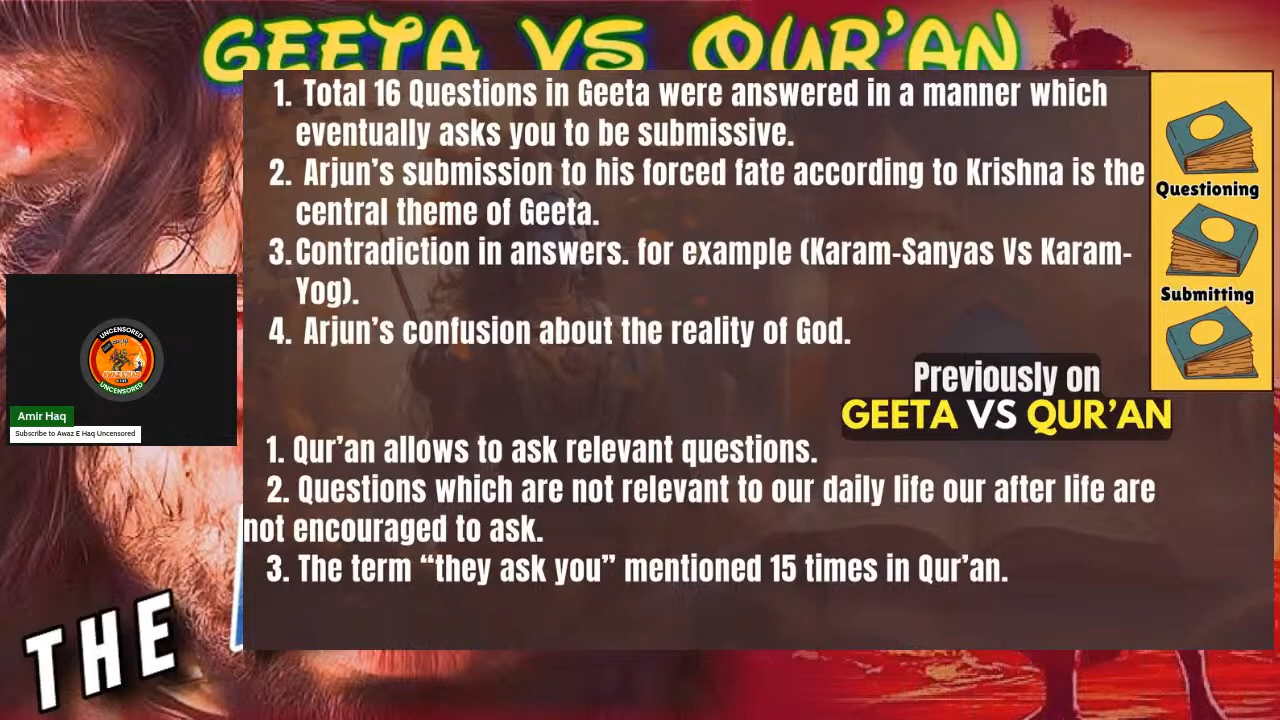 GEETA VS QUR'AN
1. Total 16 Questions in Geeta were answered in a manner which
eventually asks you to be submissive.
2. Arjun's submission to his forced fate according to Krishna is the
central theme of Geeta.
3. Contradiction in answers. for example (Karam-Sanyas Vs Karam-
Yog).
4. Arjun's confusion about the reality of God.
Questioning
Submitting
Previously on
GEETA VS QUR'AN
1. Qur'an allows to ask relevant questions.
2. Questions which are not relevant to our daily life our after life are
not encouraged to ask.
3. The term “they ask you” mentioned 15 times in Qur'an.
UNCENSORED
UNCENSORED
Amir Haq
Subscribe to Awaz E Haq Uncensored
THE